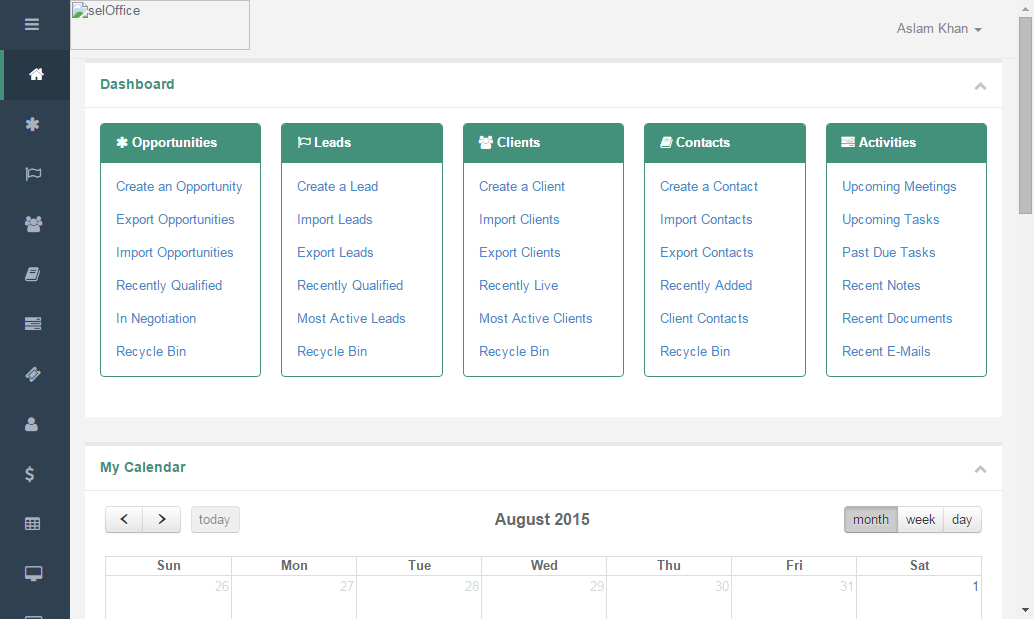 selOffice
Aslam Khan
Dashboard
Opportunities
Create an Opportunity
Export Opportunities
Import Opportunities
Recently Qualified
In Negotiation
Recycle Bin
Leads
Create a Lead
Import Leads
Export Leads
Recently Qualified
Most Active Leads
Recycle Bin
Clients
Create a Client
Import Clients
Export Clients
Recently Live
Most Active Clients
Recycle Bin
Contacts
Create a Contact
Import Contacts
Export Contacts
Recently Added
Client Contacts
Recycle Bin
Activities
Upcoming Meetings
Upcoming Tasks
Past Due Tasks
Recent Notes
Recent Documents
Recent E-Mails
My Calendar
today August 2015 month week day
Sun Mon Tue Wed Thu Fri Sat
26 27 28 29 30 31 1